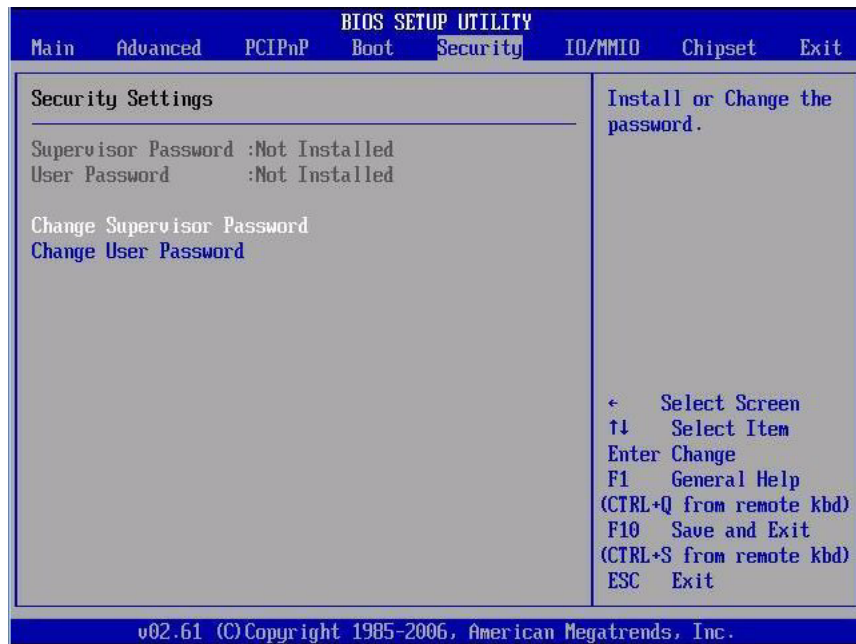 BIOS SETUP UTILITY
Main Advanced PCIPnP Boot Security IO/MMIO Chipset Exit
Security Settings
Supervisor Password :Not Installed
User Password :Not Installed
Change Supervisor Password
Change User Password
Install or Change the
password.
← Select Screen
↑↓ Select Item
Enter Change
F1 General Help
(CTRL+Q from remote kbd)
F10 Save and Exit
(CTRL+S from remote kbd)
ESC Exit
v02.61 (C)Copyright 1985-2006, American Megatrends, Inc.